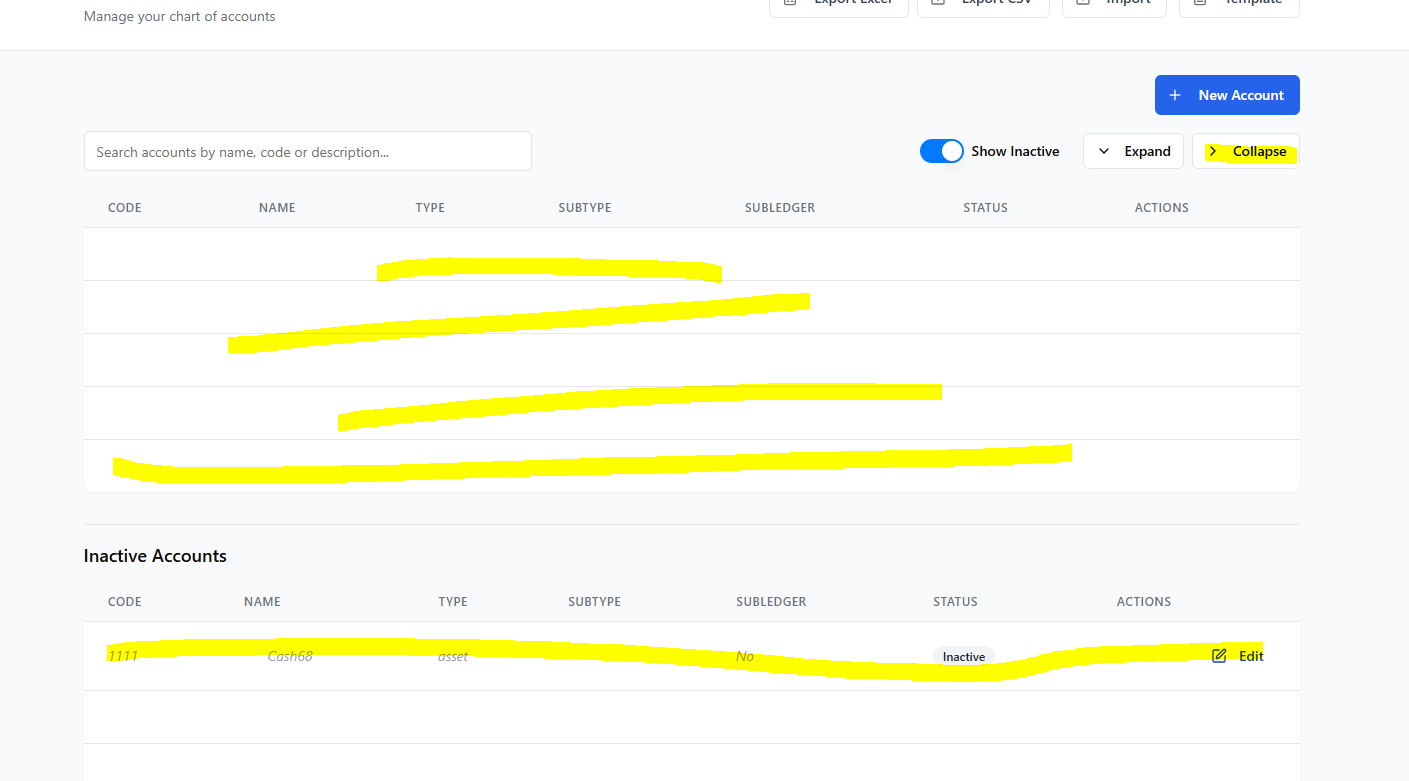 Manage your chart of accounts
Export Excel Export CSV Import Template
+ New Account
Search accounts by name, code or description...
Show Inactive Expand Collapse
CODE NAME TYPE SUBTYPE SUBLEDGER STATUS ACTIONS
Inactive Accounts
CODE NAME TYPE SUBTYPE SUBLEDGER STATUS ACTIONS
1111 Cash68 asset No Inactive Edit